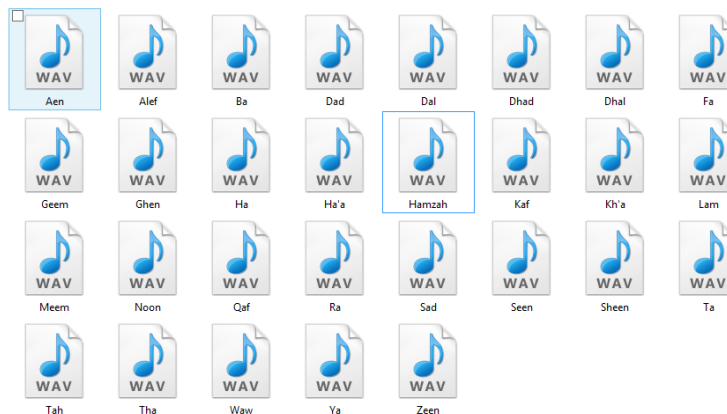 WAV WAV WAV WAV WAV WAV WAV WAV
Aen Alef Ba Dad Dal Dhad Dhal Fa
WAV WAV WAV WAV WAV WAV WAV WAV
Geem Ghen Ha Ha'a Hamzah Kaf Kh'a Lam
WAV WAV WAV WAV WAV WAV WAV WAV
Meem Noon Qaf Ra Sad Seen Sheen Ta
WAV WAV WAV WAV WAV
Tah Tha Waw Ya Zeen